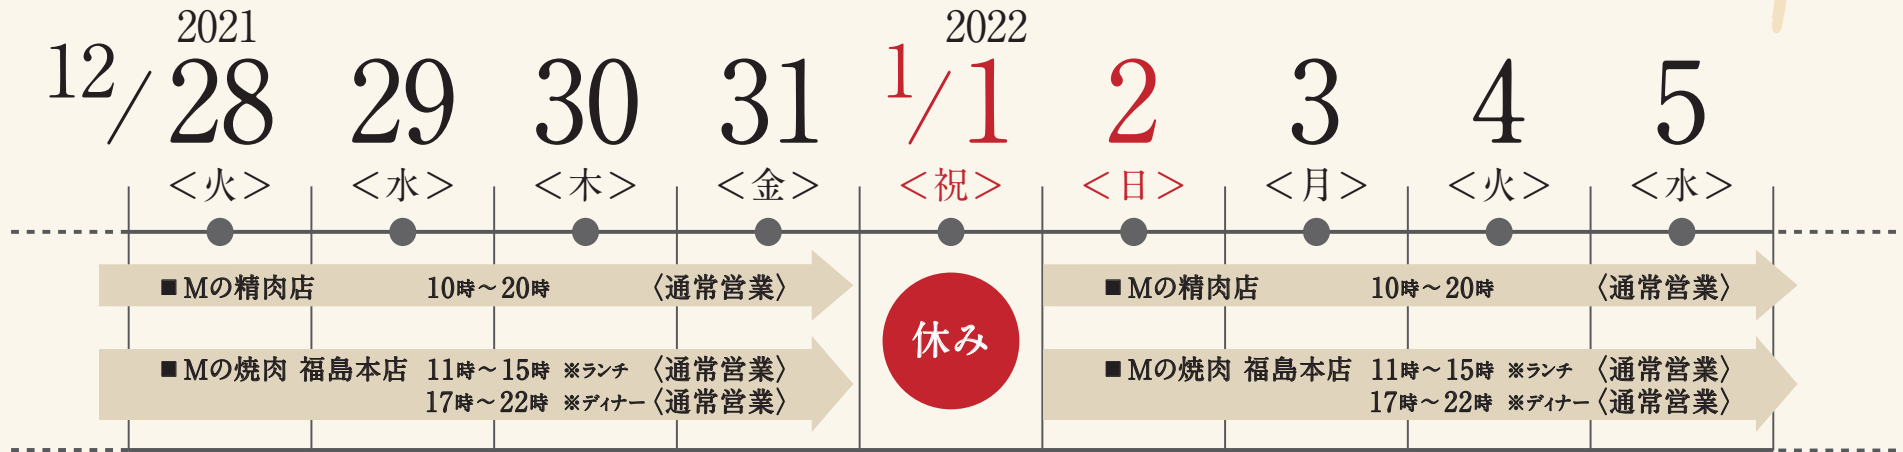 2021
2022
12/28 29 30 31 1/1 2 3 4 5
＜火＞ ＜水＞ ＜木＞ ＜金＞ ＜祝＞ ＜日＞ ＜月＞ ＜火＞ ＜水＞
■Mの精肉店 10時〜20時 〈通常営業〉
■Mの焼肉 福島本店 11時〜15時 ※ランチ 〈通常営業〉
17時〜22時 ※ディナー〈通常営業〉
休み
■Mの精肉店 10時〜20時 〈通常営業〉
■Mの焼肉 福島本店 11時〜15時 ※ランチ 〈通常営業〉
17時〜22時 ※ディナー〈通常営業〉